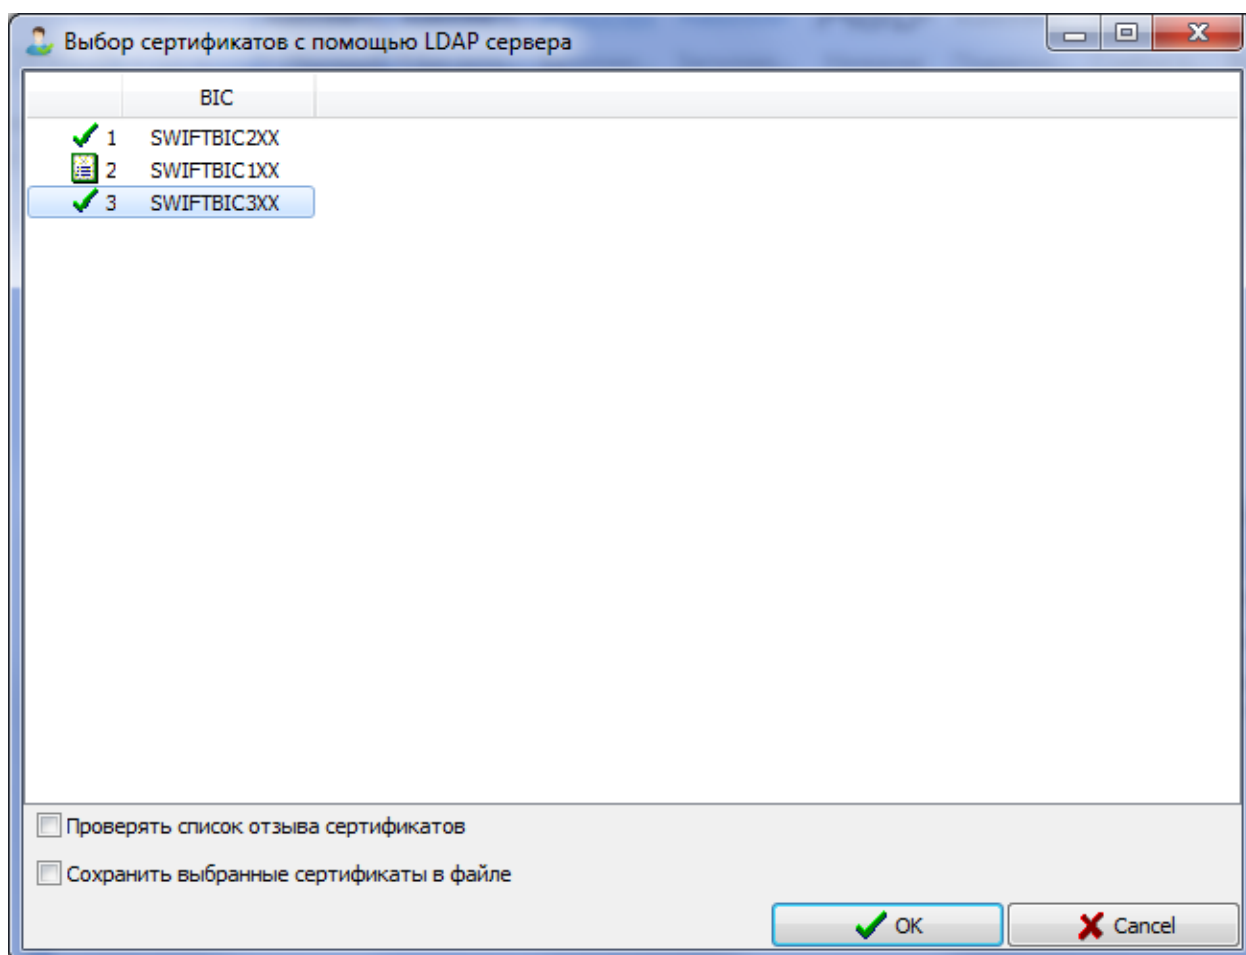 Выбор сертификатов с помощью LDAP сервера
BIC
1 SWIFTBIC2XX
2 SWIFTBIC1XX
3 SWIFTBIC3XX
Проверять список отзыва сертификатов
Сохранить выбранные сертификаты в файле
OK Cancel